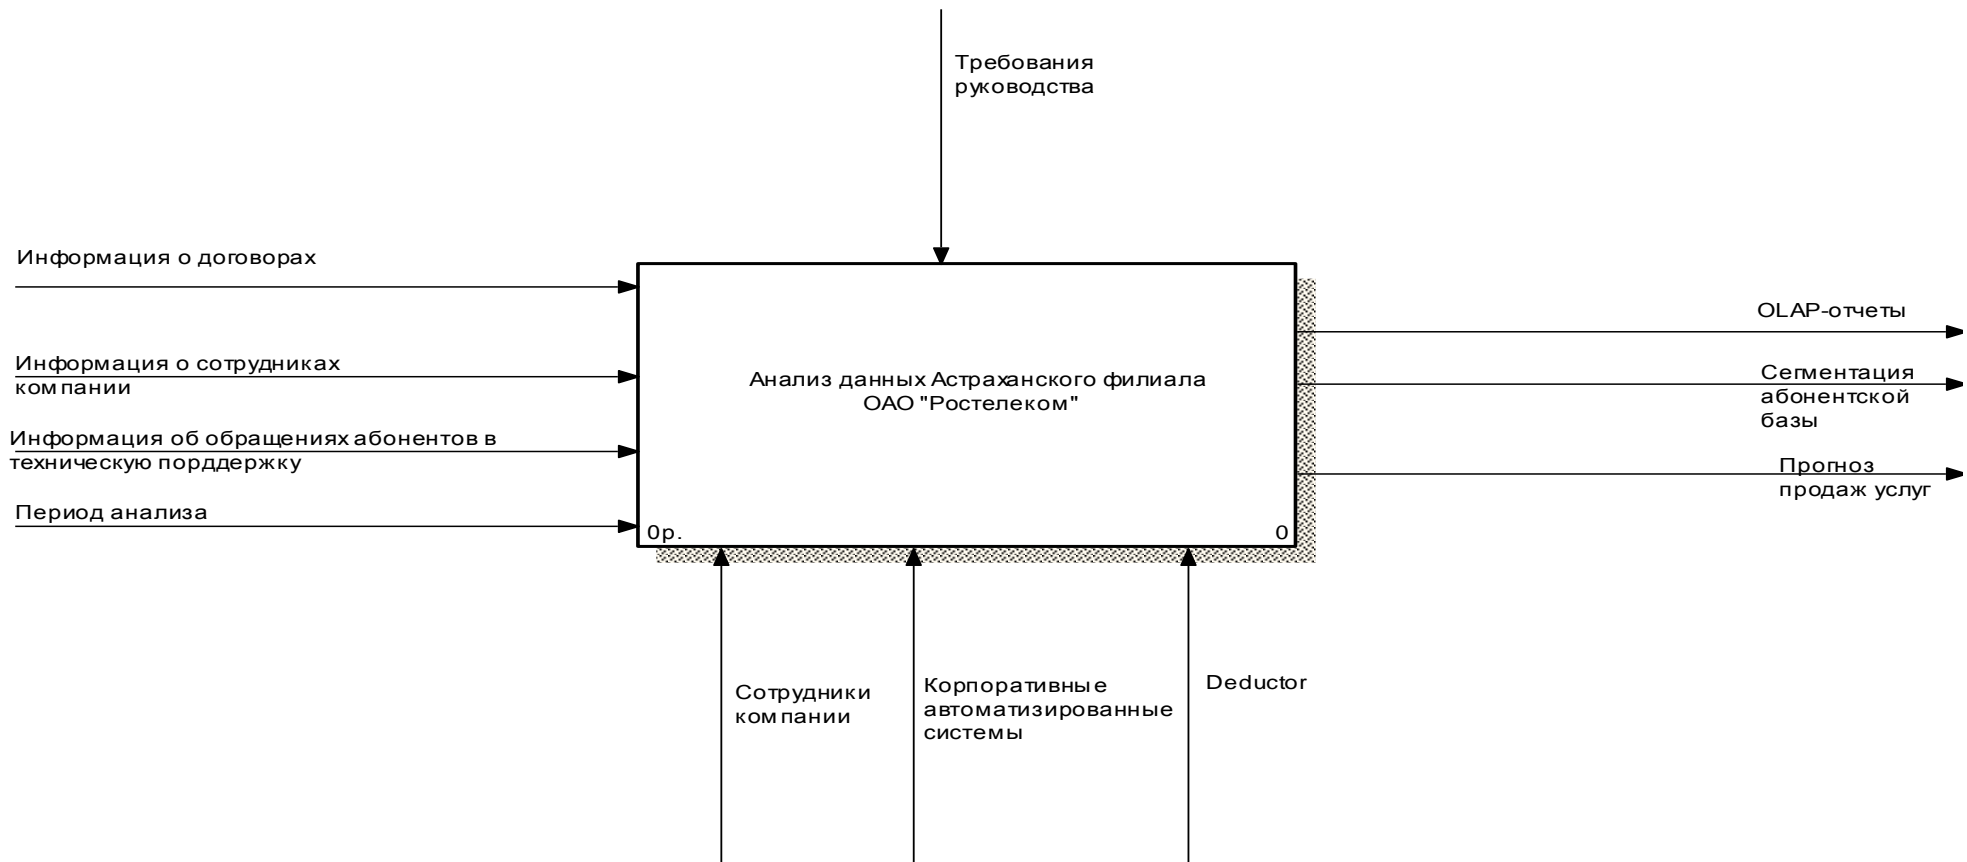 Требования
руководства
Информация о договорах
Информация о сотрудниках
компании
Информация об обращениях абонентов в
техническую порддержку
Период анализа
Анализ данных Астраханского филиала
ОАО "Ростелеком"
0р.
0
OLAP-отчеты
Сегментация
абонентской
базы
Прогноз
продаж услуг
Сотрудники
компании
Корпоративные
автоматизированные
системы
Deductor